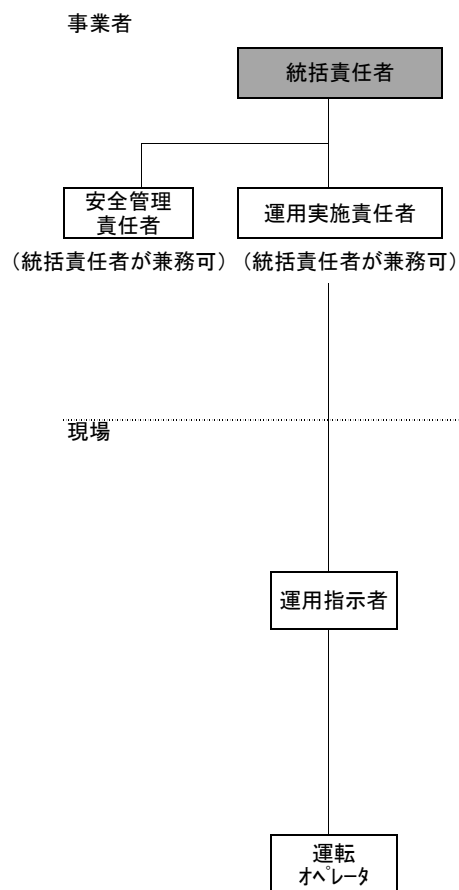 事業者
統括責任者
安全管理
責任者
運用実施責任者
（統括責任者が兼務可）
（統括責任者が兼務可）
現場
運用指示者
運転
ｵﾍﾟﾚｰﾀ